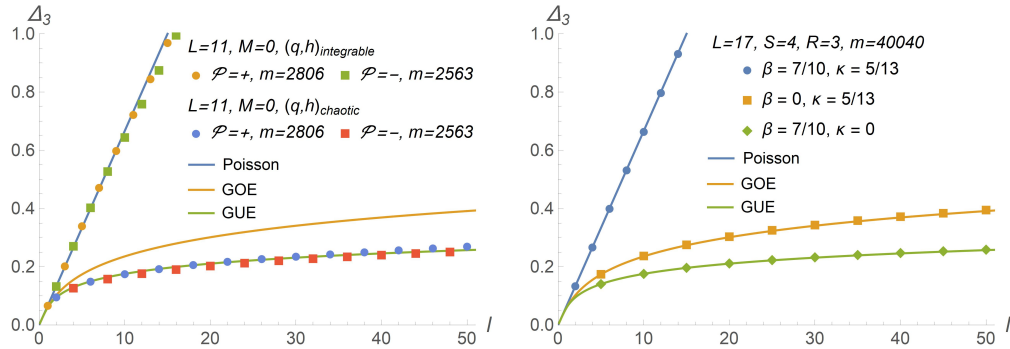 Δ₃
1.0
0.8
0.6
0.4
0.2
0.0
0
10
20
30
40
50
l
L=11, M=0, (q,h)integrable
𝒫=+, m=2806
𝒫=−, m=2563
L=11, M=0, (q,h)chaotic
𝒫=+, m=2806
𝒫=−, m=2563
Poisson
GOE
GUE
Δ₃
1.0
0.8
0.6
0.4
0.2
0.0
0
10
20
30
40
50
l
L=17, S=4, R=3, m=40040
β = 7/10, κ = 5/13
β = 0, κ = 5/13
β = 7/10, κ = 0
Poisson
GOE
GUE